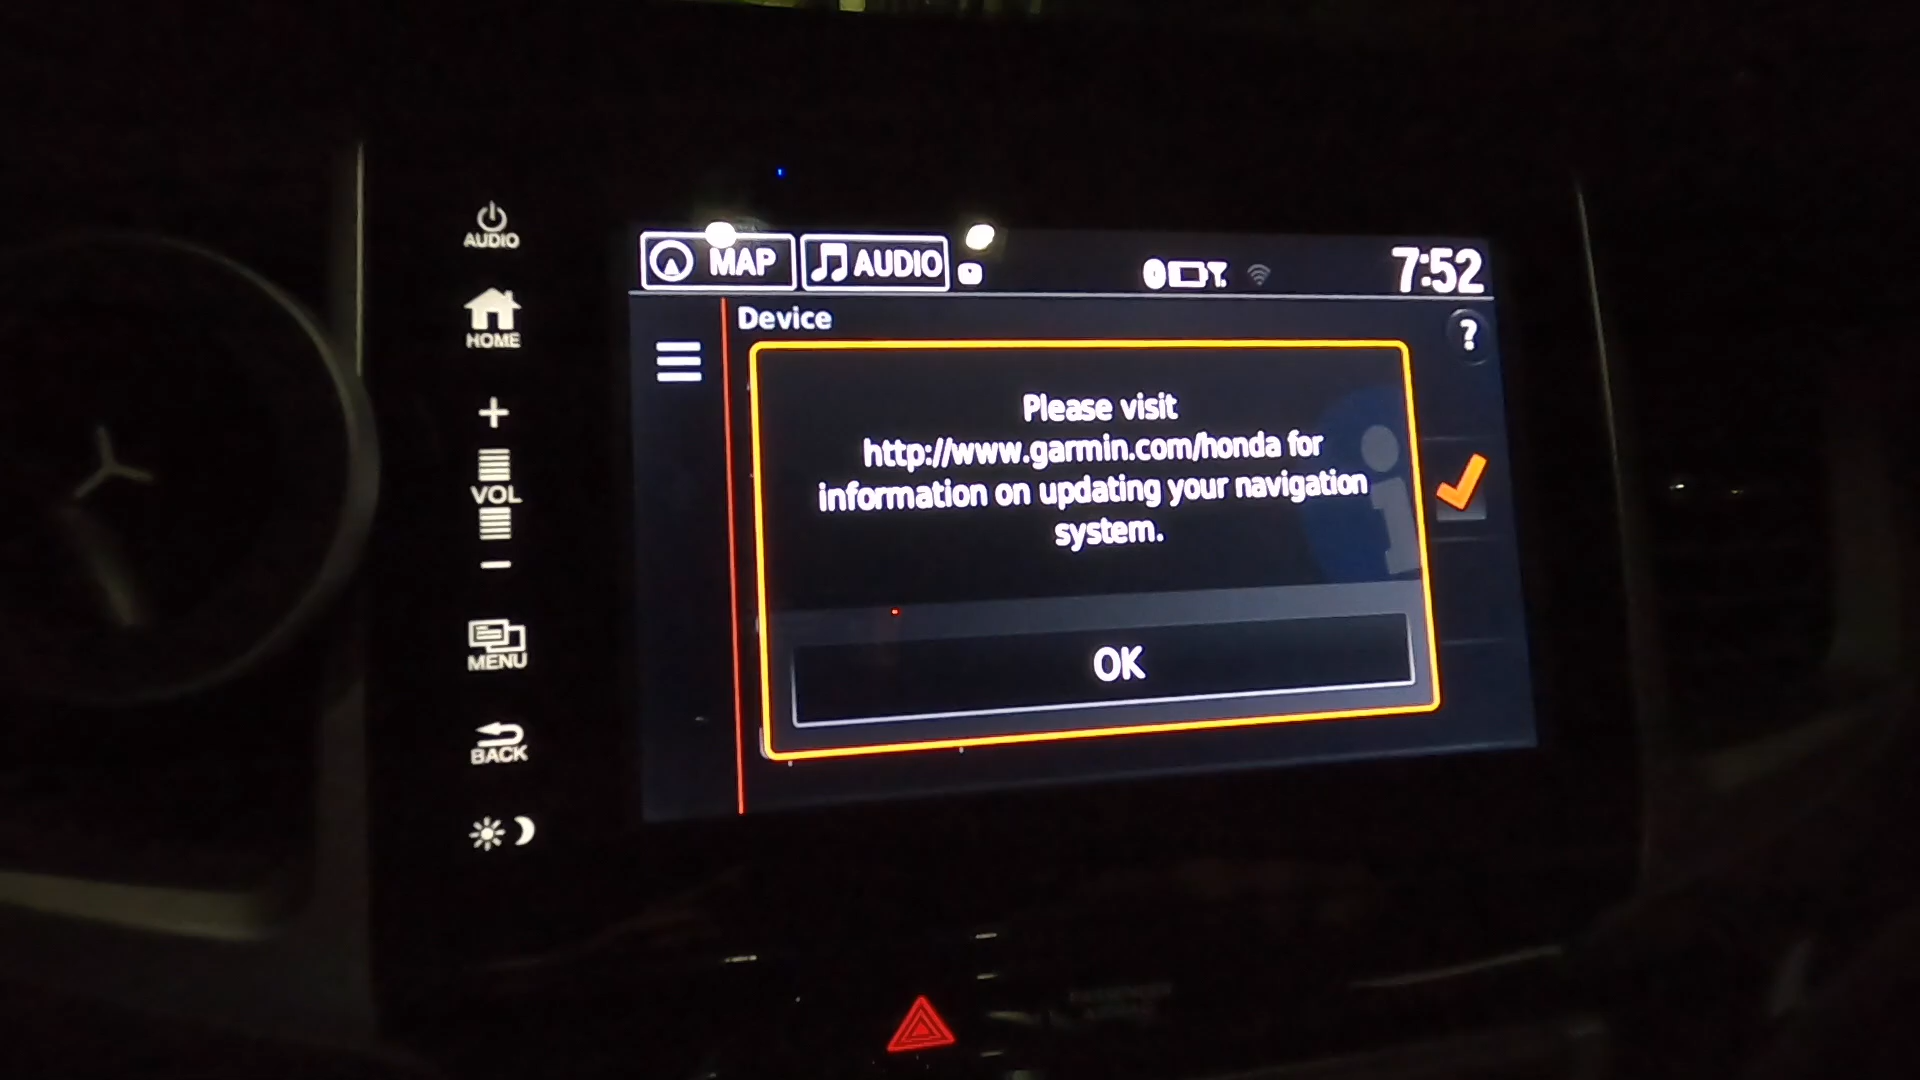 AUDIO
HOME
+
VOL
−
MENU
BACK
MAP
AUDIO
7:52
Device
?
Please visit
http://www.garmin.com/honda for
information on updating your navigation
system.
OK